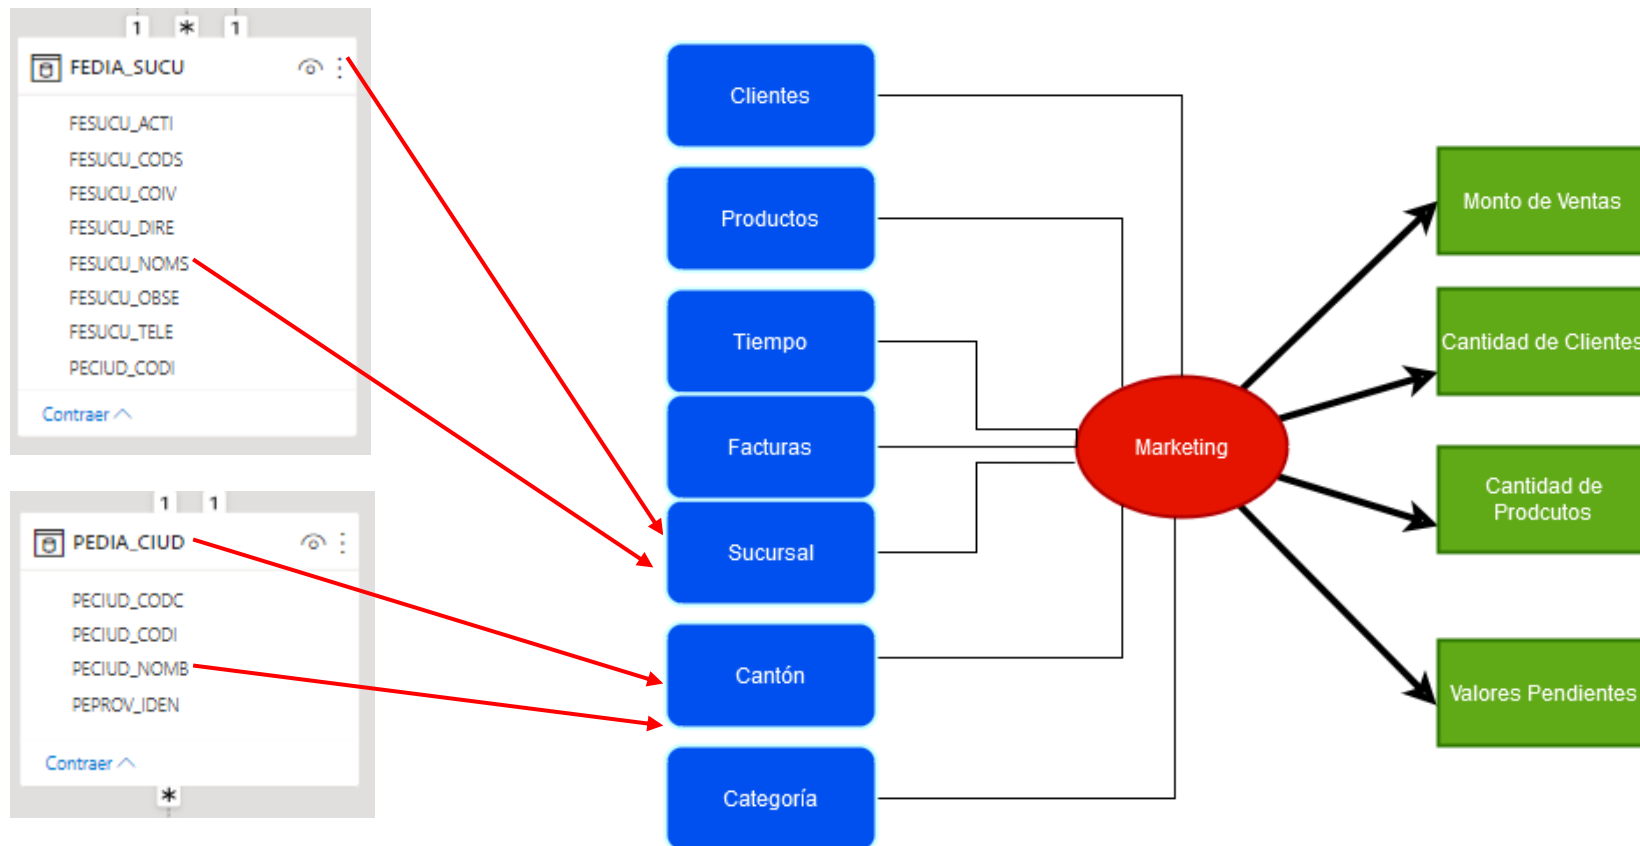 1 * 1
FEDIA_SUCU
FESUCU_ACTI
FESUCU_CODS
FESUCU_COIV
FESUCU_DIRE
FESUCU_NOMS
FESUCU_OBSE
FESUCU_TELE
PECIUD_CODI
Contraer
1 1
PEDIA_CIUD
PECIUD_CODC
PECIUD_CODI
PECIUD_NOMB
PEPROV_IDEN
Contraer
*
Clientes
Productos
Tiempo
Facturas
Sucursal
Cantón
Categoría
Marketing
Monto de Ventas
Cantidad de Clientes
Cantidad de
Prodcutos
Valores Pendientes